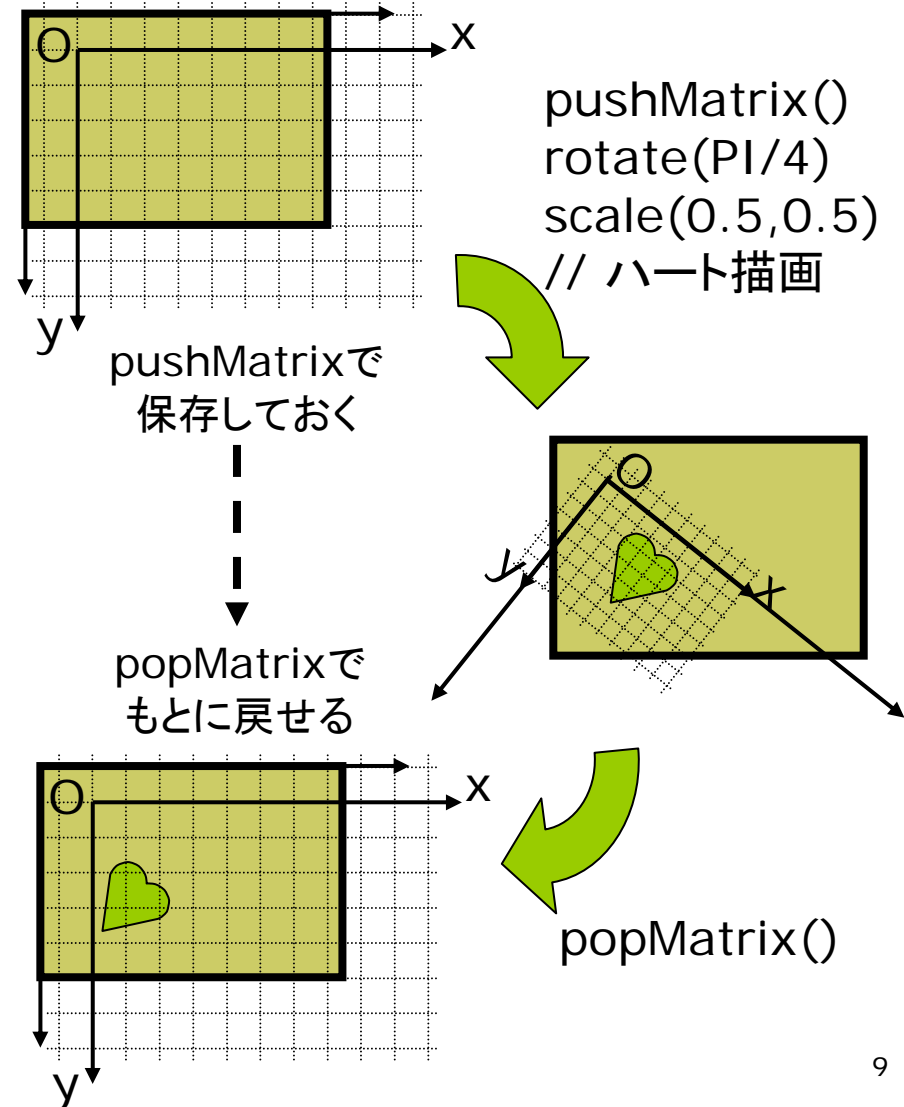 O
x
y
pushMatrix()
rotate(PI/4)
scale(0.5,0.5)
// ハート描画
pushMatrixで
保存しておく
O
y
x
popMatrixで
もとに戻せる
O
x
y
popMatrix()
9